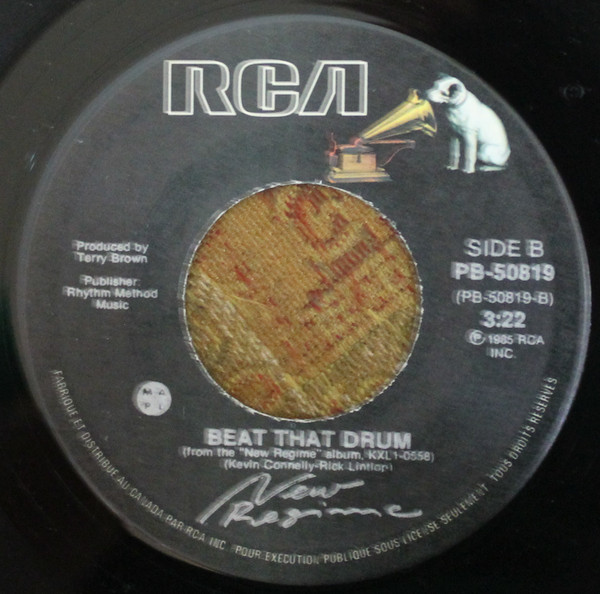 RCA
Produced by
Terry Brown
Publisher:
Rhythm Method
Music
SIDE B
PB-50819
(PB-50819-B)
3:22
Ⓟ 1985 RCA
INC.
M A
P L
BEAT THAT DRUM
(from the "New Regime" album, KXL1-0558)
(Kevin Connelly-Rick Lintlop)
New
Regime
FABRIQUE ET DISTRIBUE AU CANADA PAR RCA INC. POUR EXECUTION PUBLIQUE SOUS LICENSE SEULEMENT. TOUS DROITS RESERVES